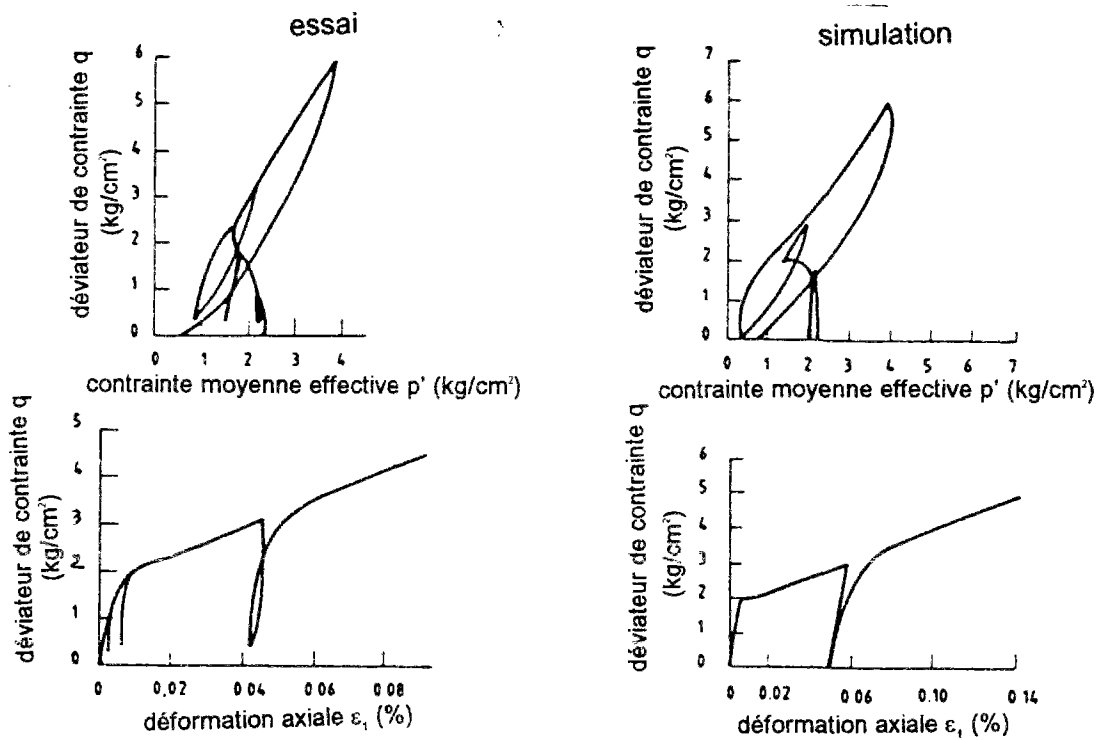 essai
déviateur de contrainte q
(kg/cm²)
6
5
4
3
2
1
0
0 1 2 3 4
contrainte moyenne effective p' (kg/cm²)
simulation
déviateur de contrainte q
(kg/cm²)
7
6
5
4
3
2
1
0
0 1 2 3 4 5 6 7
contrainte moyenne effective p' (kg/cm²)
déviateur de contrainte q
(kg/cm²)
5
4
3
2
1
0
0 0,02 0 04 0 06 0 08
déformation axiale ε₁ (%)
déviateur de contrainte q
(kg/cm²)
6
5
4
3
2
1
0
0 0.02 0 06 0.10 0 14
déformation axiale ε₁ (%)